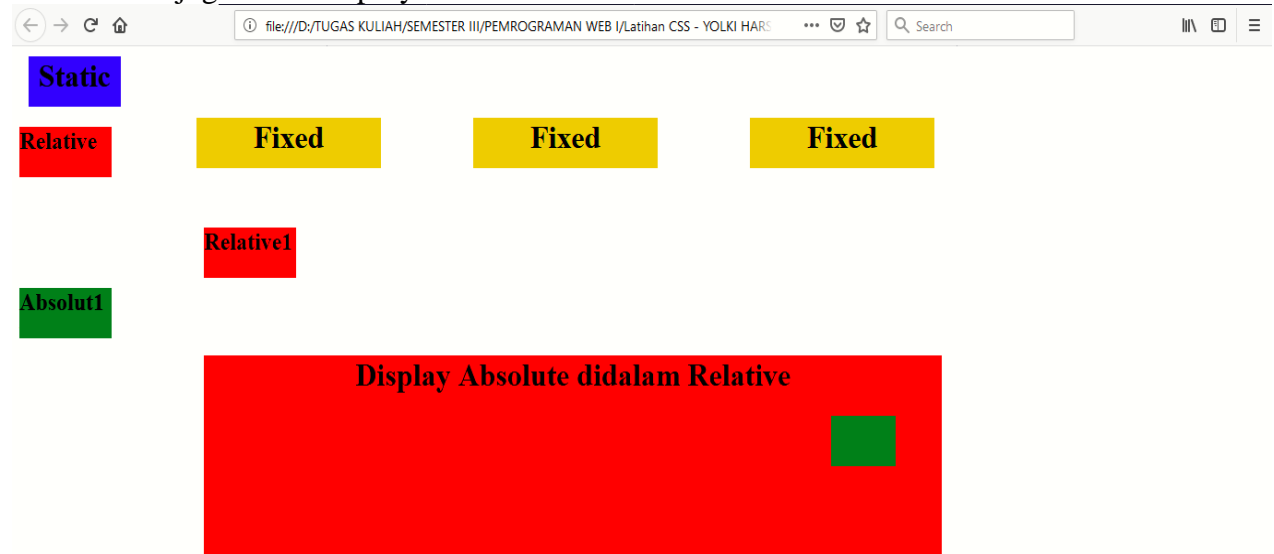 file:///D:/TUGAS KULIAH/SEMESTER III/PEMROGRAMAN WEB I/Latihan CSS - YOLKI HARS
Search
Static
Relative
Fixed
Fixed
Fixed
Relative1
Absolut1
Display Absolute didalam Relative